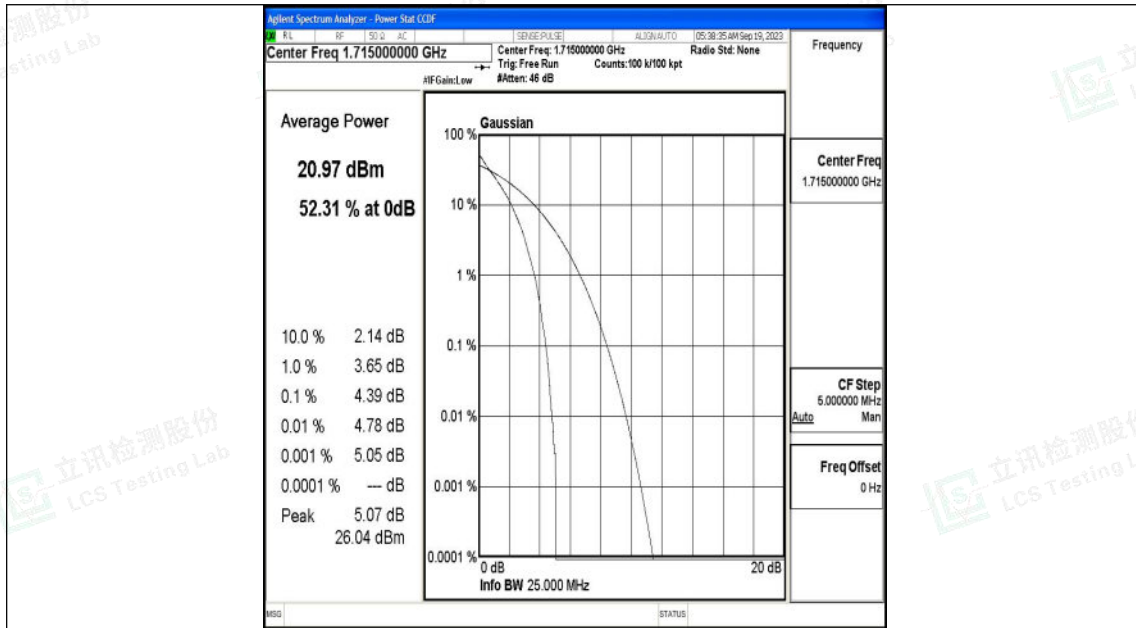 Agilent Spectrum Analyzer - Power Stat CCDF
RL RF 50 Ω AC SENSE:PULSE ALIGNAUTO 05:38:35 AM Sep 19, 2023
Center Freq 1.715000000 GHz
Center Freq: 1.715000000 GHz
Radio Std: None
Trig: Free Run Counts:100 k/100 kpt
#IFGain:Low
#Atten: 46 dB
Frequency
Average Power
20.97 dBm
52.31 % at 0dB
10.0 % 2.14 dB
1.0 % 3.65 dB
0.1 % 4.39 dB
0.01 % 4.78 dB
0.001 % 5.05 dB
0.0001 % --- dB
Peak 5.07 dB
26.04 dBm
Gaussian
100 %
10 %
1 %
0.1 %
0.01 %
0.001 %
0.0001 %
0 dB 20 dB
Info BW 25.000 MHz
Center Freq
1.715000000 GHz
CF Step
5.000000 MHz
Auto Man
Freq Offset
0 Hz
MSG STATUS
立讯检测股份
LCS Testing Lab
立讯检测股份
LCS Testing L